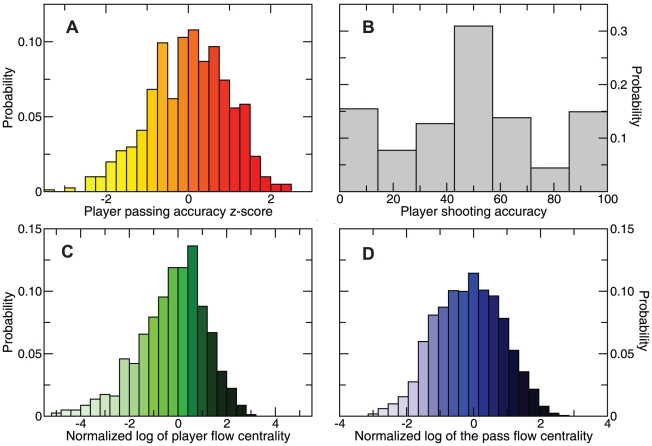 A
B
0.10
0.05
0
Probability
-2
0
2
Player passing accuracy z-score
0.3
0.2
0.1
Probability
0
20
40
60
80
100
Player shooting accuracy
C
D
0.15
0.10
0.05
0
Probability
-4
-2
0
2
4
Normalized log of player flow centrality
0.15
0.10
0.05
0
Probability
-4
-2
0
2
4
Normalized log of the pass flow centrality